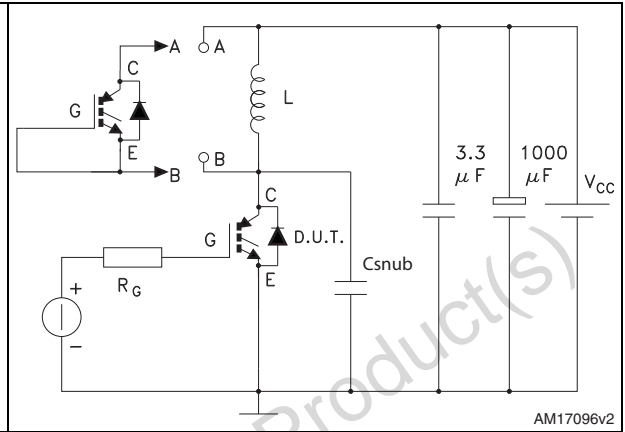 A
A
C
G
E
B
B
L
3.3
μF
1000
μF
VCC
C
G
D.U.T.
E
Csnub
RG
+
−
Product(s)
AM17096v2